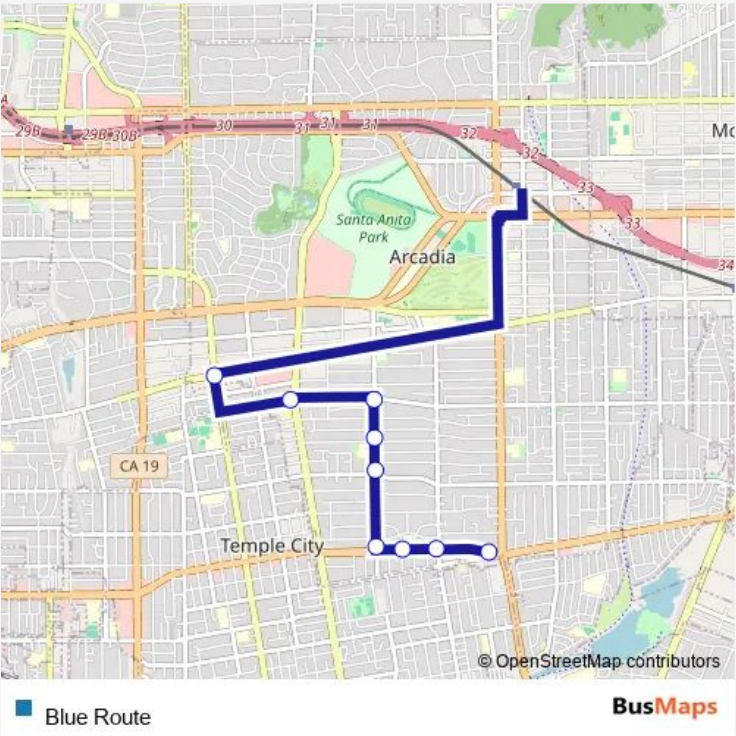 A
29B
29B
30B
30
31
31
31
32
32
33
33
34
Mc
Santa Anita
Park
Arcadia
CA 19
Temple City
© OpenStreetMap contributors
Blue Route
BusMaps